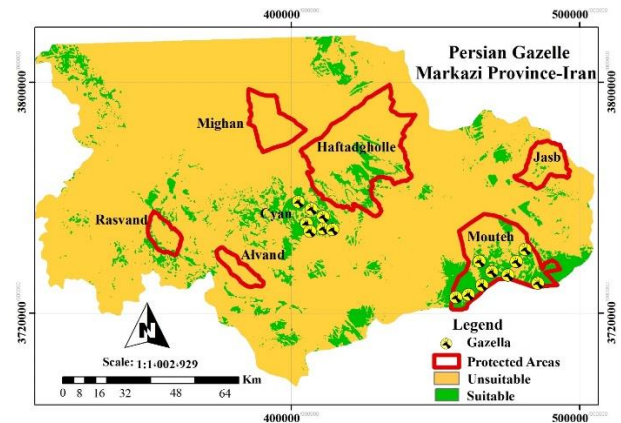 400000
500000
Persian Gazelle
Markazi Province-Iran
3800000
3800000
Mighan
Haftadgholle
Jasb
Rasvand
Cyan
Alvand
Mouteh
N
3720000
3720000
Legend
Gazella
Protected Areas
Unsuitable
Suitable
Scale: 1:1·002·929
Km
0 8 16 32 48 64
400000
500000